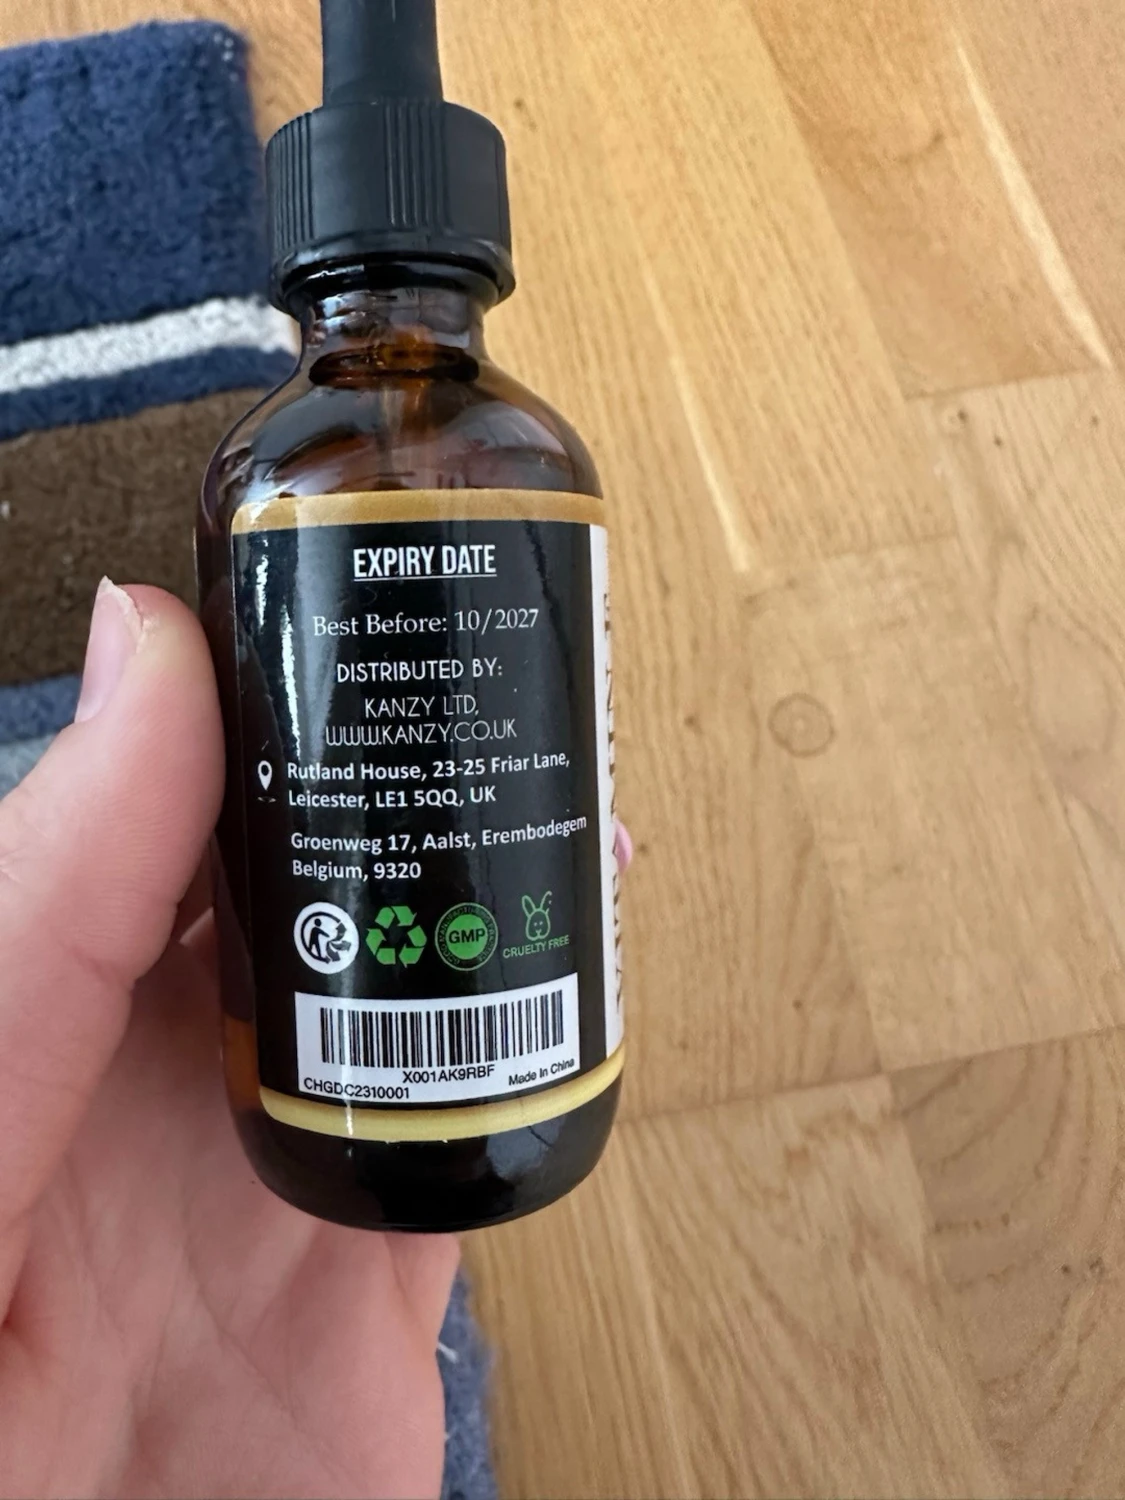 EXPIRY DATE
Best Before: 10/2027
DISTRIBUTED BY:
KANZY LTD,
WWW.KANZY.CO.UK
Rutland House, 23-25 Friar Lane,
Leicester, LE1 5QQ, UK
Groenweg 17, Aalst, Erembodegem
Belgium, 9320
GMP
CRUELTY FREE
X001AK9RBF
CHGDC2310001
Made In China